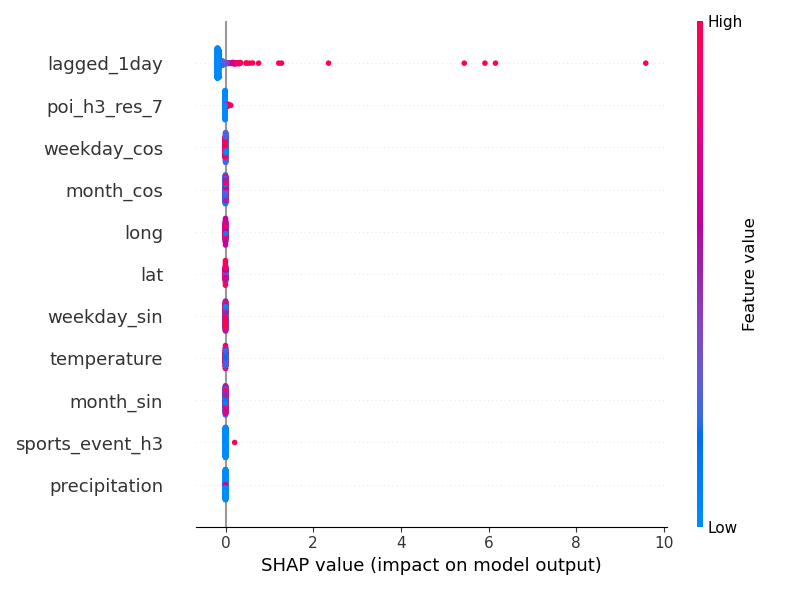 High
lagged_1day
poi_h3_res_7
weekday_cos
month_cos
long
lat
weekday_sin
temperature
month_sin
sports_event_h3
precipitation
Feature value
Low
0 2 4 6 8 10
SHAP value (impact on model output)